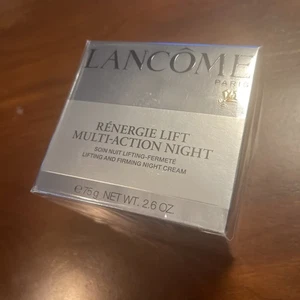 LANCÔME
PARIS
RÉNERGIE LIFT
MULTI-ACTION NIGHT
SOIN NUIT LIFTING-FERMETÉ
LIFTING AND FIRMING NIGHT CREAM
℮ 75g NET WT. 2.6 OZ